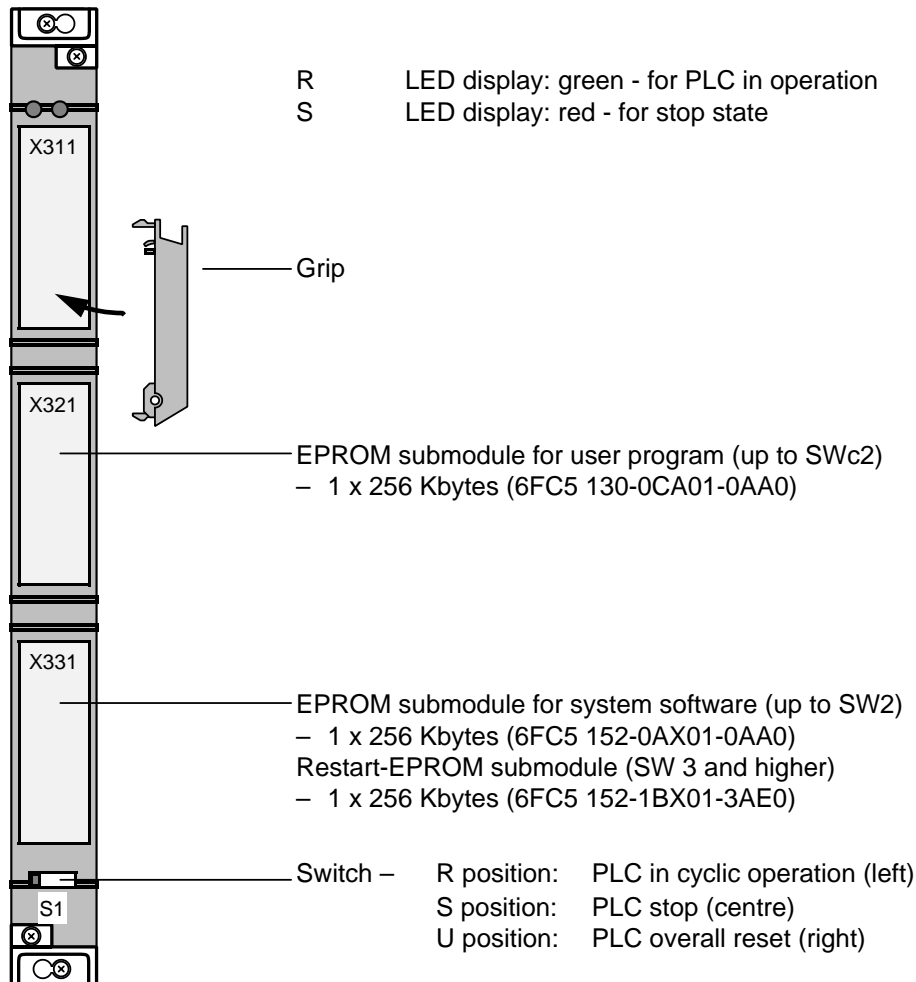 R LED display: green - for PLC in operation
S LED display: red - for stop state
X311
Grip
X321
EPROM submodule for user program (up to SWc2)
– 1 x 256 Kbytes (6FC5 130-0CA01-0AA0)
X331
EPROM submodule for system software (up to SW2)
– 1 x 256 Kbytes (6FC5 152-0AX01-0AA0)
Restart-EPROM submodule (SW 3 and higher)
– 1 x 256 Kbytes (6FC5 152-1BX01-3AE0)
Switch – R position: PLC in cyclic operation (left)
S1
S position: PLC stop (centre)
U position: PLC overall reset (right)